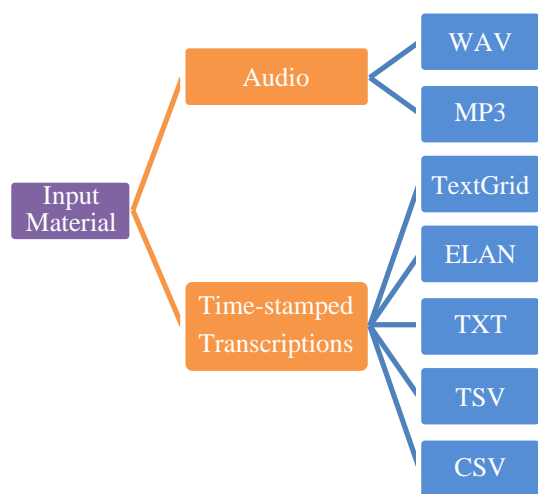 Input
Material
Audio
WAV
MP3
Time-stamped
Transcriptions
TextGrid
ELAN
TXT
TSV
CSV